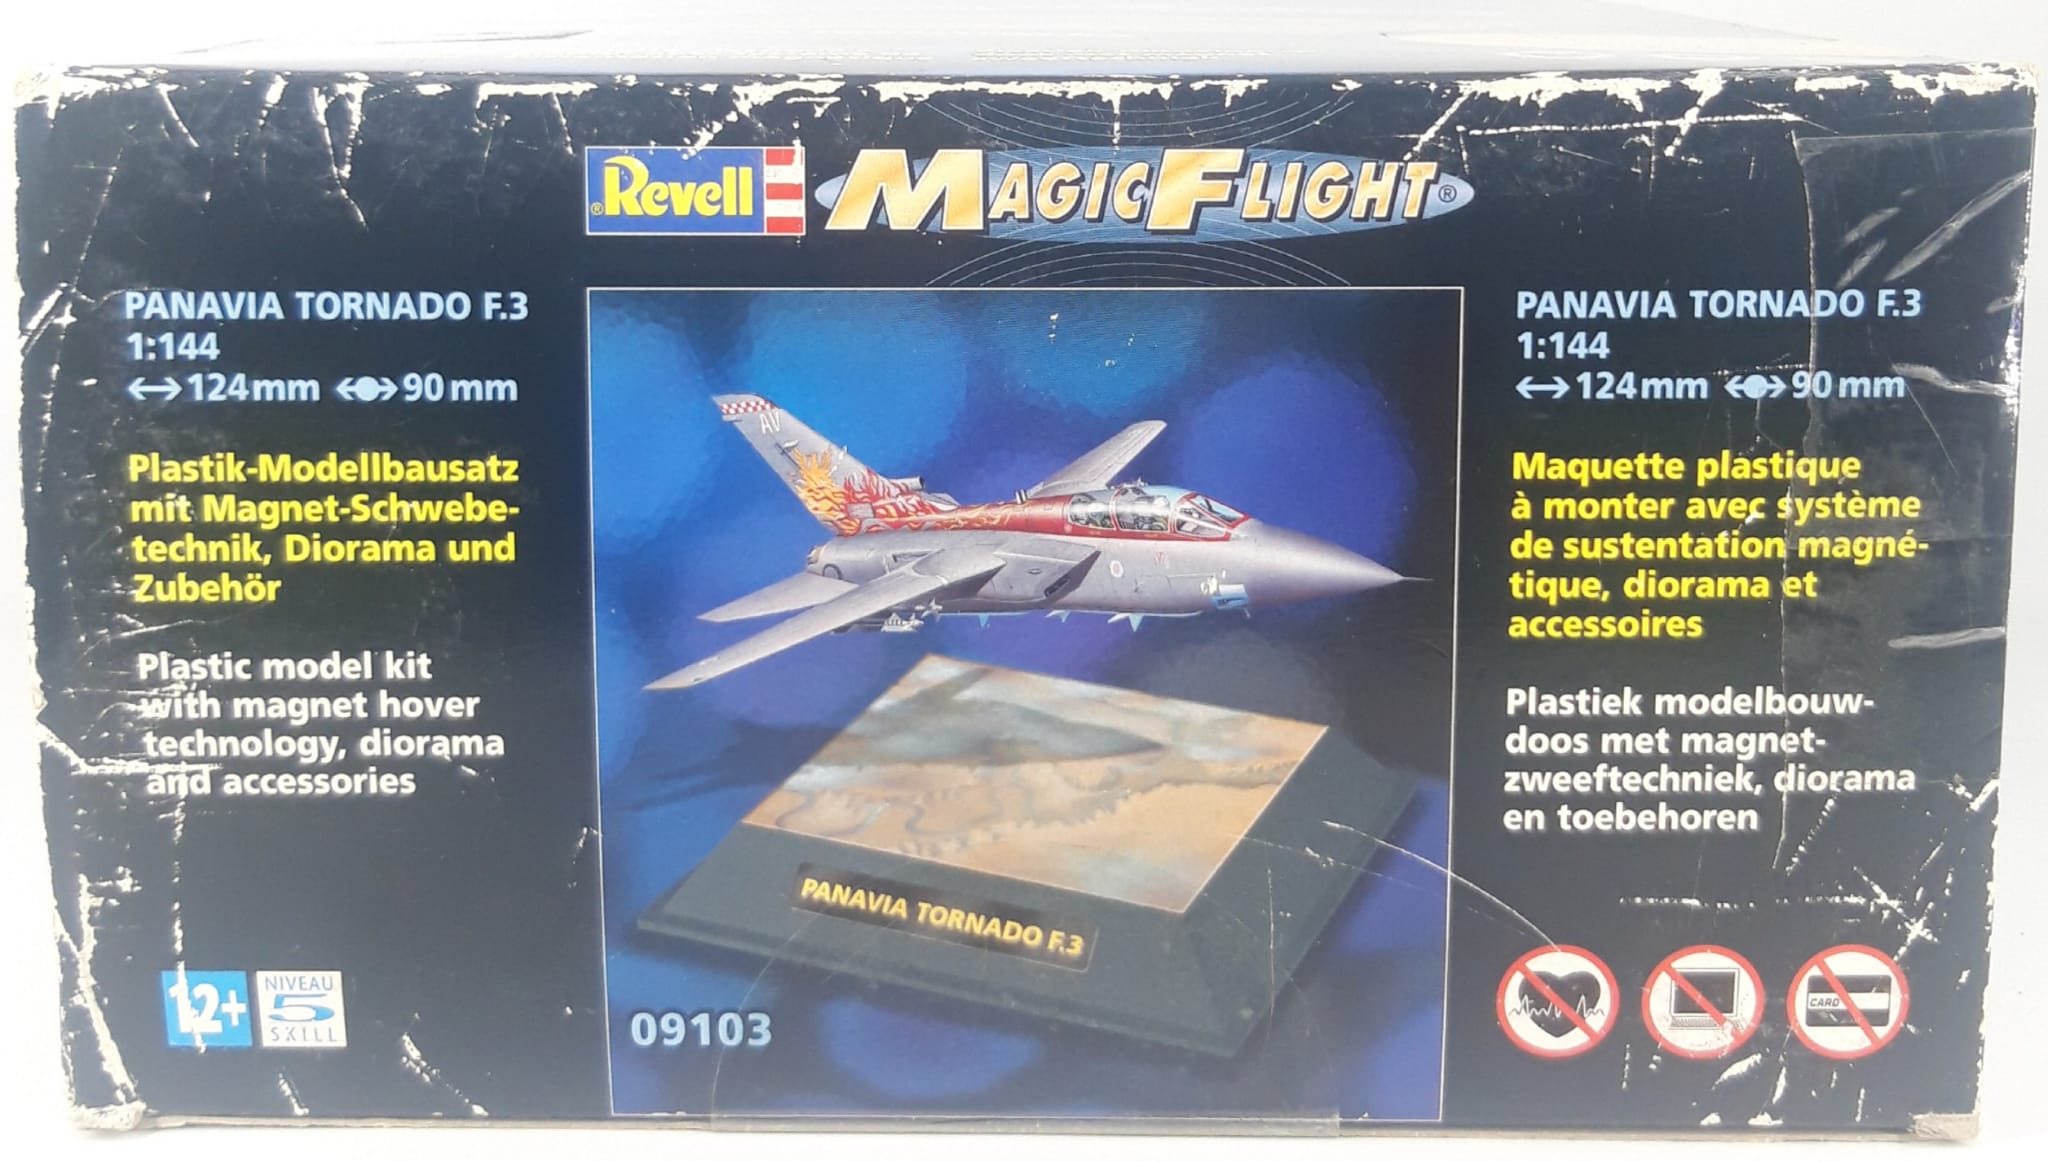 Revell®
MAGICFLIGHT®
PANAVIA TORNADO F.3
1:144
124mm 90mm
Plastik-Modellbausatz
mit Magnet-Schwebe-
technik, Diorama und
Zubehör
Plastic model kit
with magnet hover
technology, diorama
and accessories
12+
NIVEAU
5
SKILL
AV
PANAVIA TORNADO F.3
09103
PANAVIA TORNADO F.3
1:144
124mm 90mm
Maquette plastique
à monter avec système
de sustentation magné-
tique, diorama et
accessoires
Plastiek modelbouw-
doos met magnet-
zweeftechniek, diorama
en toebehoren
CARD